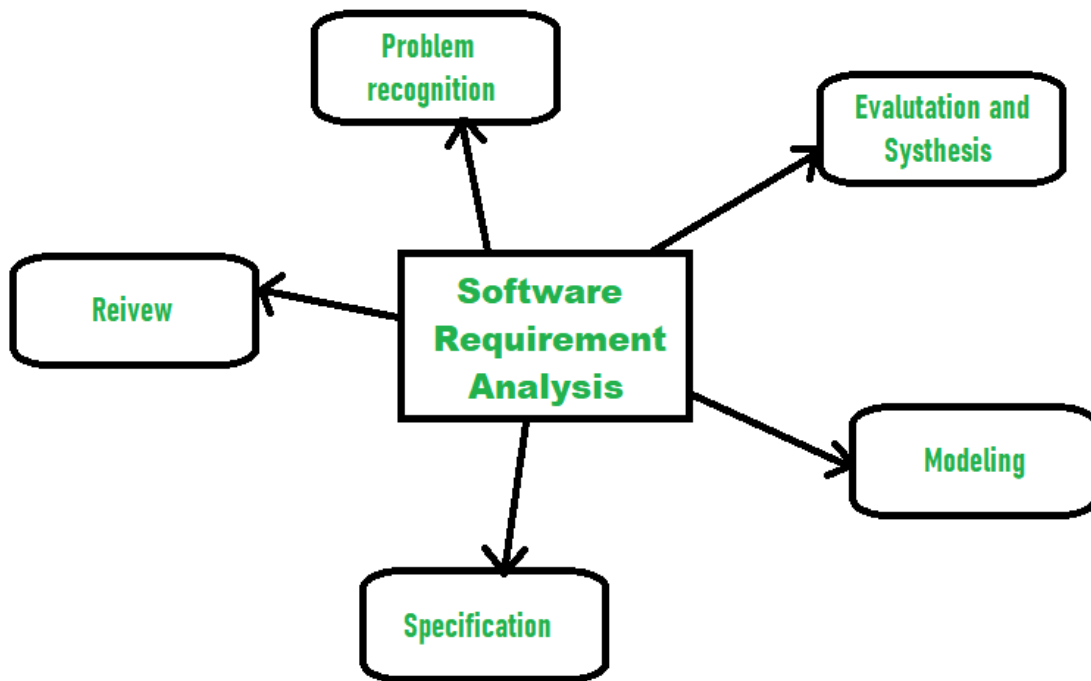 Problem
recognition
Evalutation and
Systhesis
Reivew
Software
Requirement
Analysis
Modeling
Specification